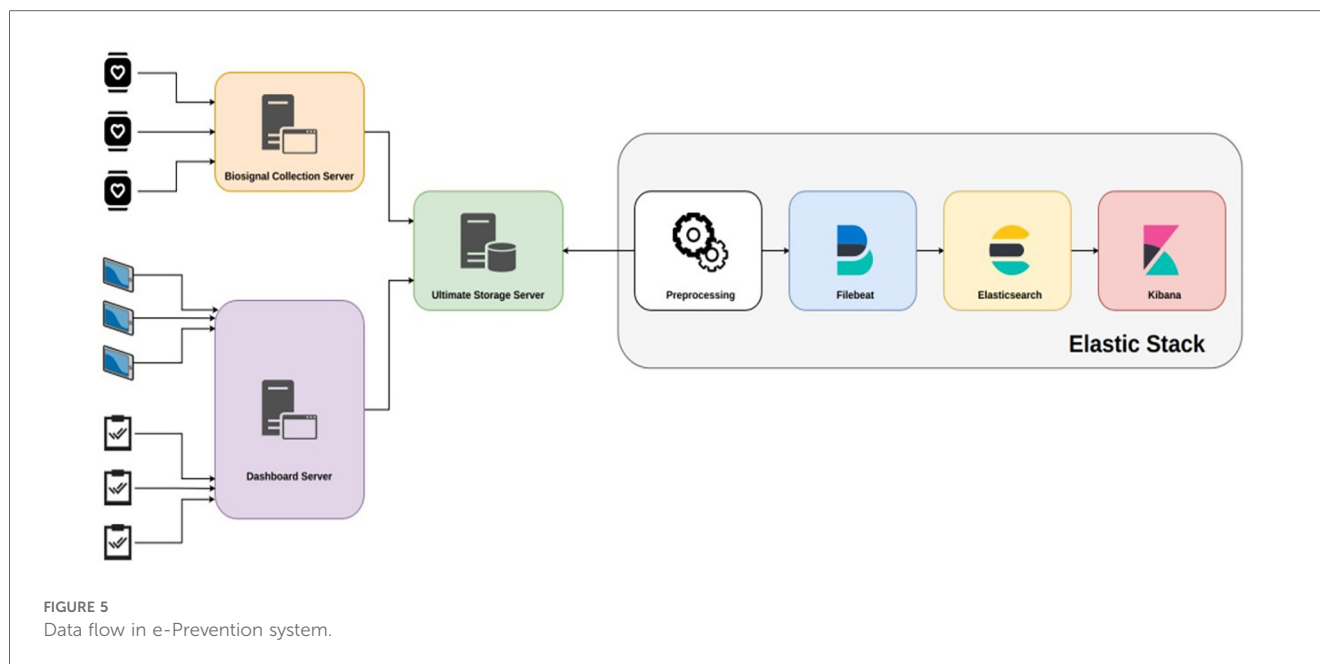 Biosignal Collection Server
Ultimate Storage Server
Dashboard Server
Preprocessing
Filebeat
Elasticsearch
Kibana
Elastic Stack
FIGURE 5
Data flow in e-Prevention system.